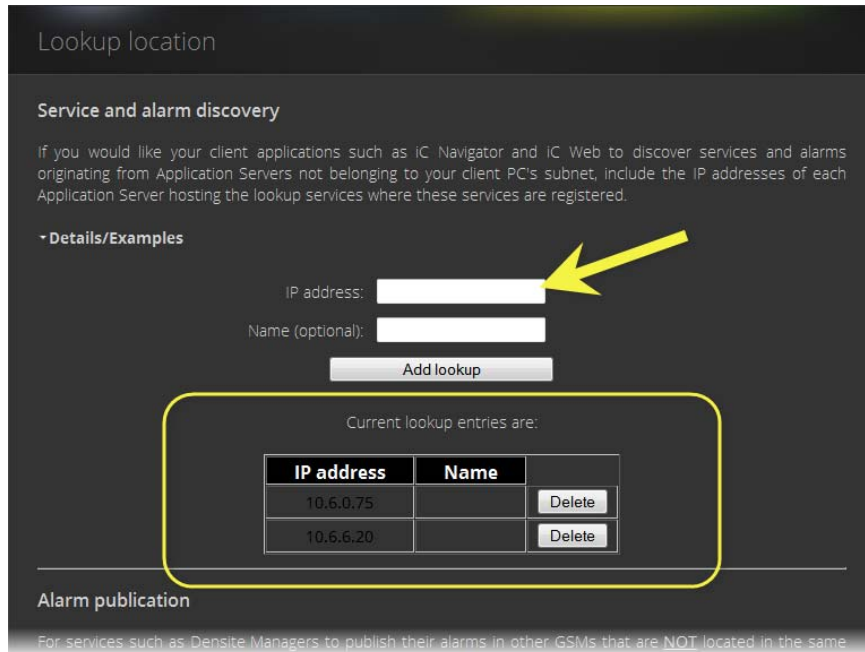 Lookup location
Service and alarm discovery
If you would like your client applications such as iC Navigator and iC Web to discover services and alarms
originating from Application Servers not belonging to your client PC's subnet, include the IP addresses of each
Application Server hosting the lookup services where these services are registered.
Details/Examples
IP address:
Name (optional):
Add lookup
Current lookup entries are:
IP address Name
10.6.0.75 Delete
10.6.6.20 Delete
Alarm publication
For services such as Densite Managers to publish their alarms in other GSMs that are NOT located in the same